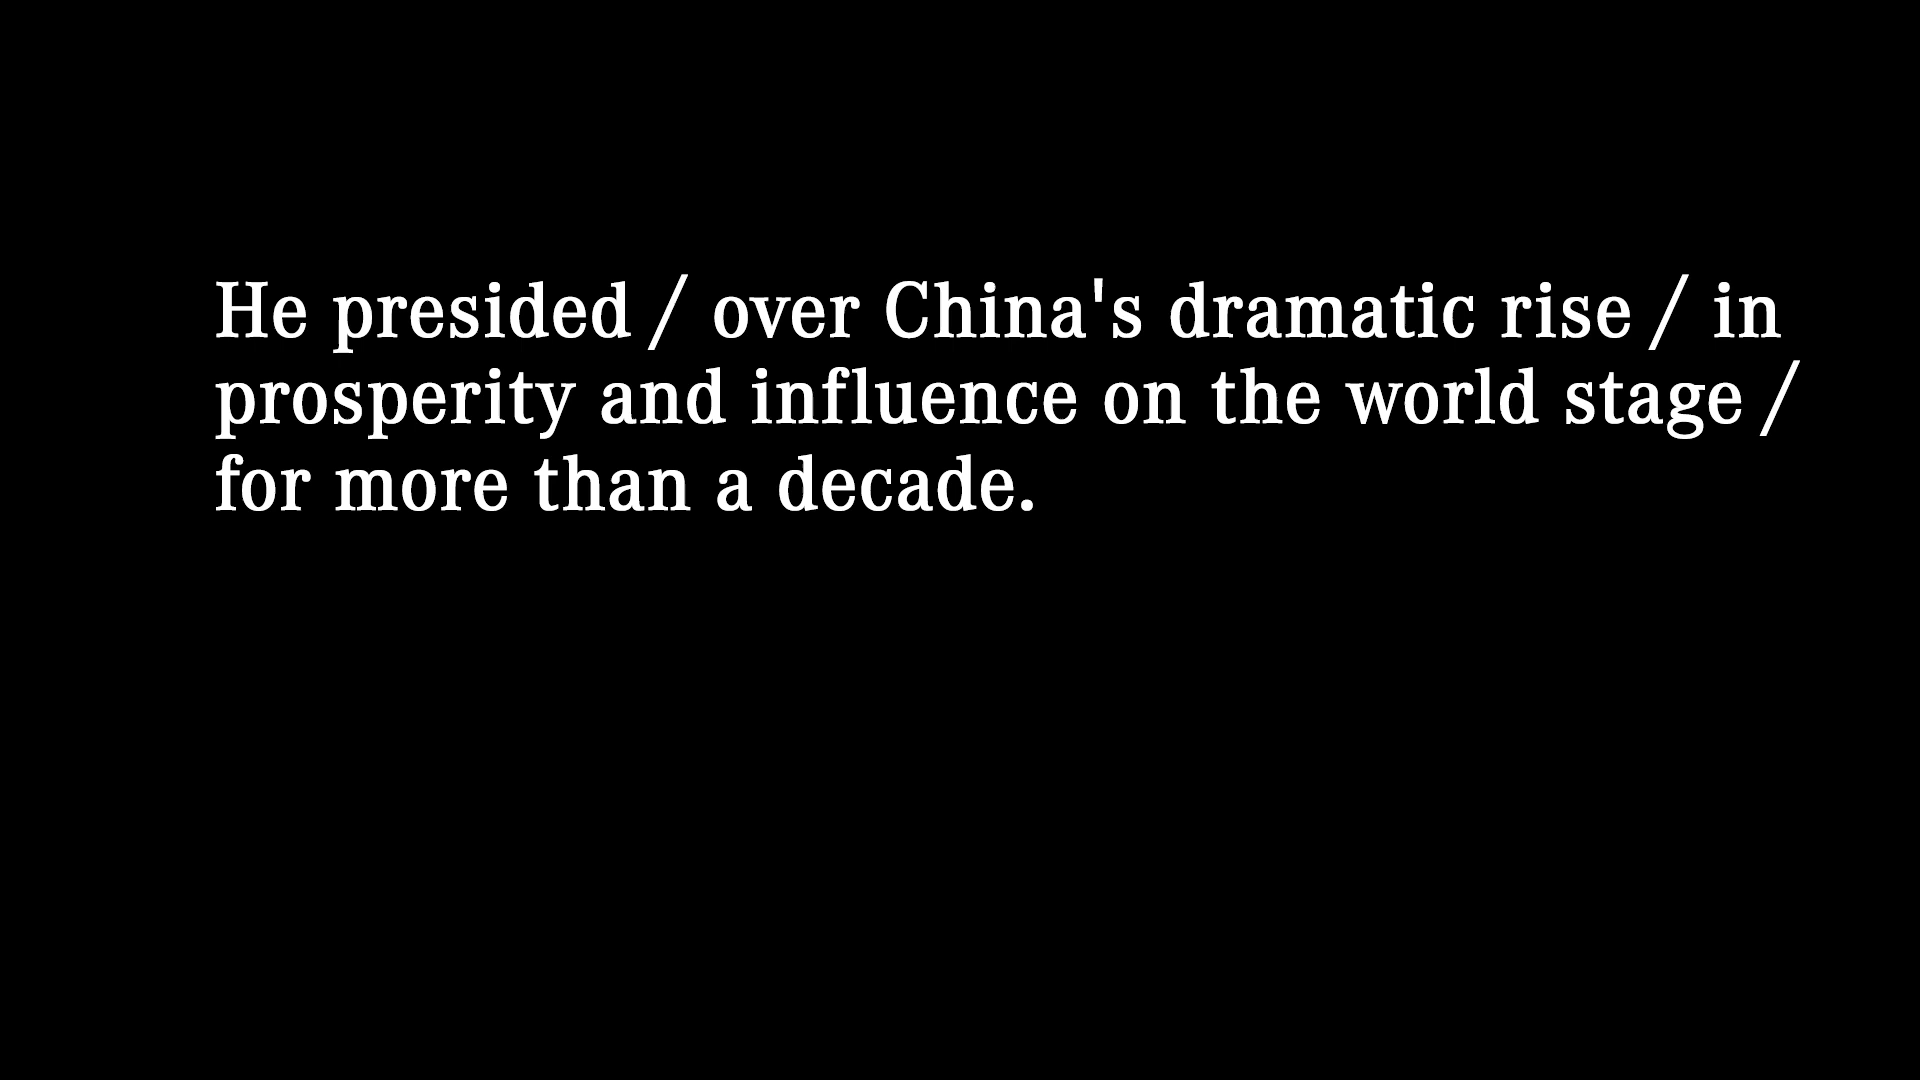 He presided / over China's dramatic rise / in
prosperity and influence on the world stage /
for more than a decade.